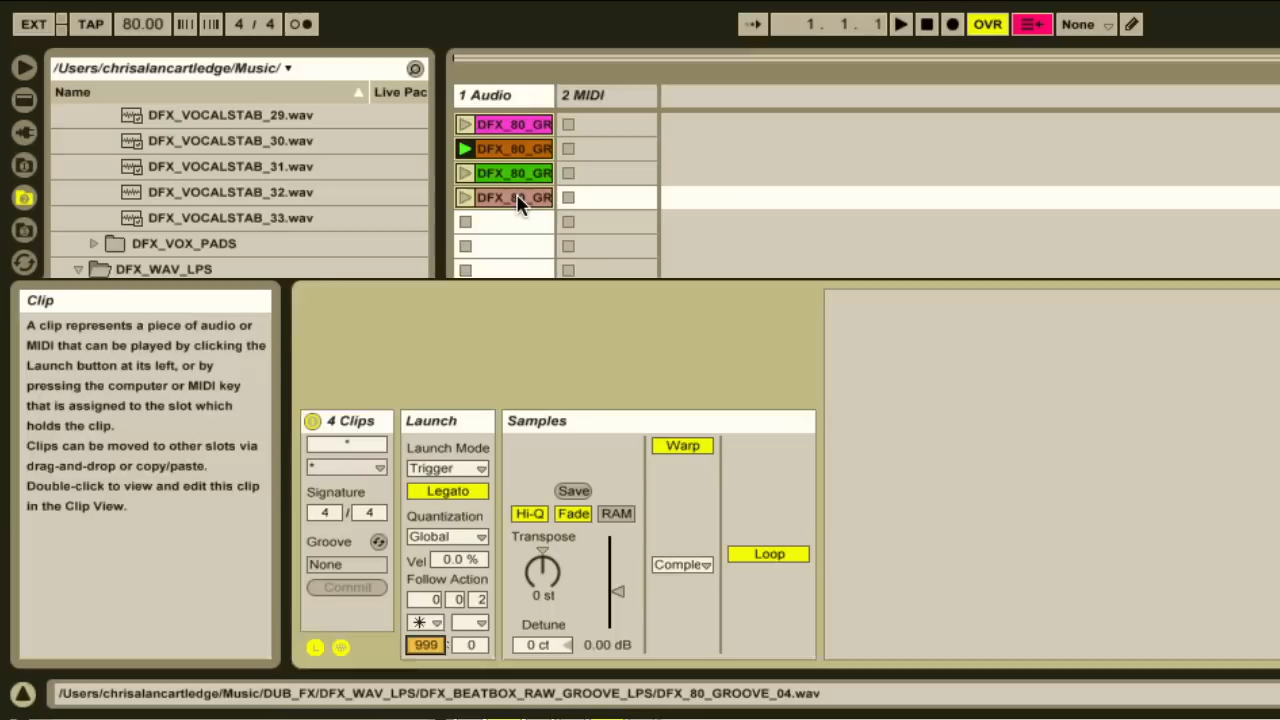 EXT TAP 80.00 4 / 4 1. 1. 1 OVR None
/Users/chrisalancartledge/Music/
Name Live Pac
DFX_VOCALSTAB_29.wav
DFX_VOCALSTAB_30.wav
DFX_VOCALSTAB_31.wav
DFX_VOCALSTAB_32.wav
DFX_VOCALSTAB_33.wav
DFX_VOX_PADS
DFX_WAV_LPS
1 Audio 2 MIDI
DFX_80_GR
DFX_80_GR
DFX_80_GR
DFX_80_GR
Clip
A clip represents a piece of audio or
MIDI that can be played by clicking the
Launch button at its left, or by
pressing the computer or MIDI key
that is assigned to the slot which
holds the clip.
Clips can be moved to other slots via
drag-and-drop or copy/paste.
Double-click to view and edit this clip
in the Clip View.
4 Clips
*
*
Signature
4 / 4
Groove
None
Commit
L
Launch
Launch Mode
Trigger
Legato
Quantization
Global
Vel 0.0 %
Follow Action
0 0 2
999 : 0
Samples
Save
Hi-Q Fade RAM
Transpose
0 st
Detune
0 ct 0.00 dB
Warp
Comple
Loop
/Users/chrisalancartledge/Music/DUB_FX/DFX_WAV_LPS/DFX_BEATBOX_RAW_GROOVE_LPS/DFX_80_GROOVE_04.wav